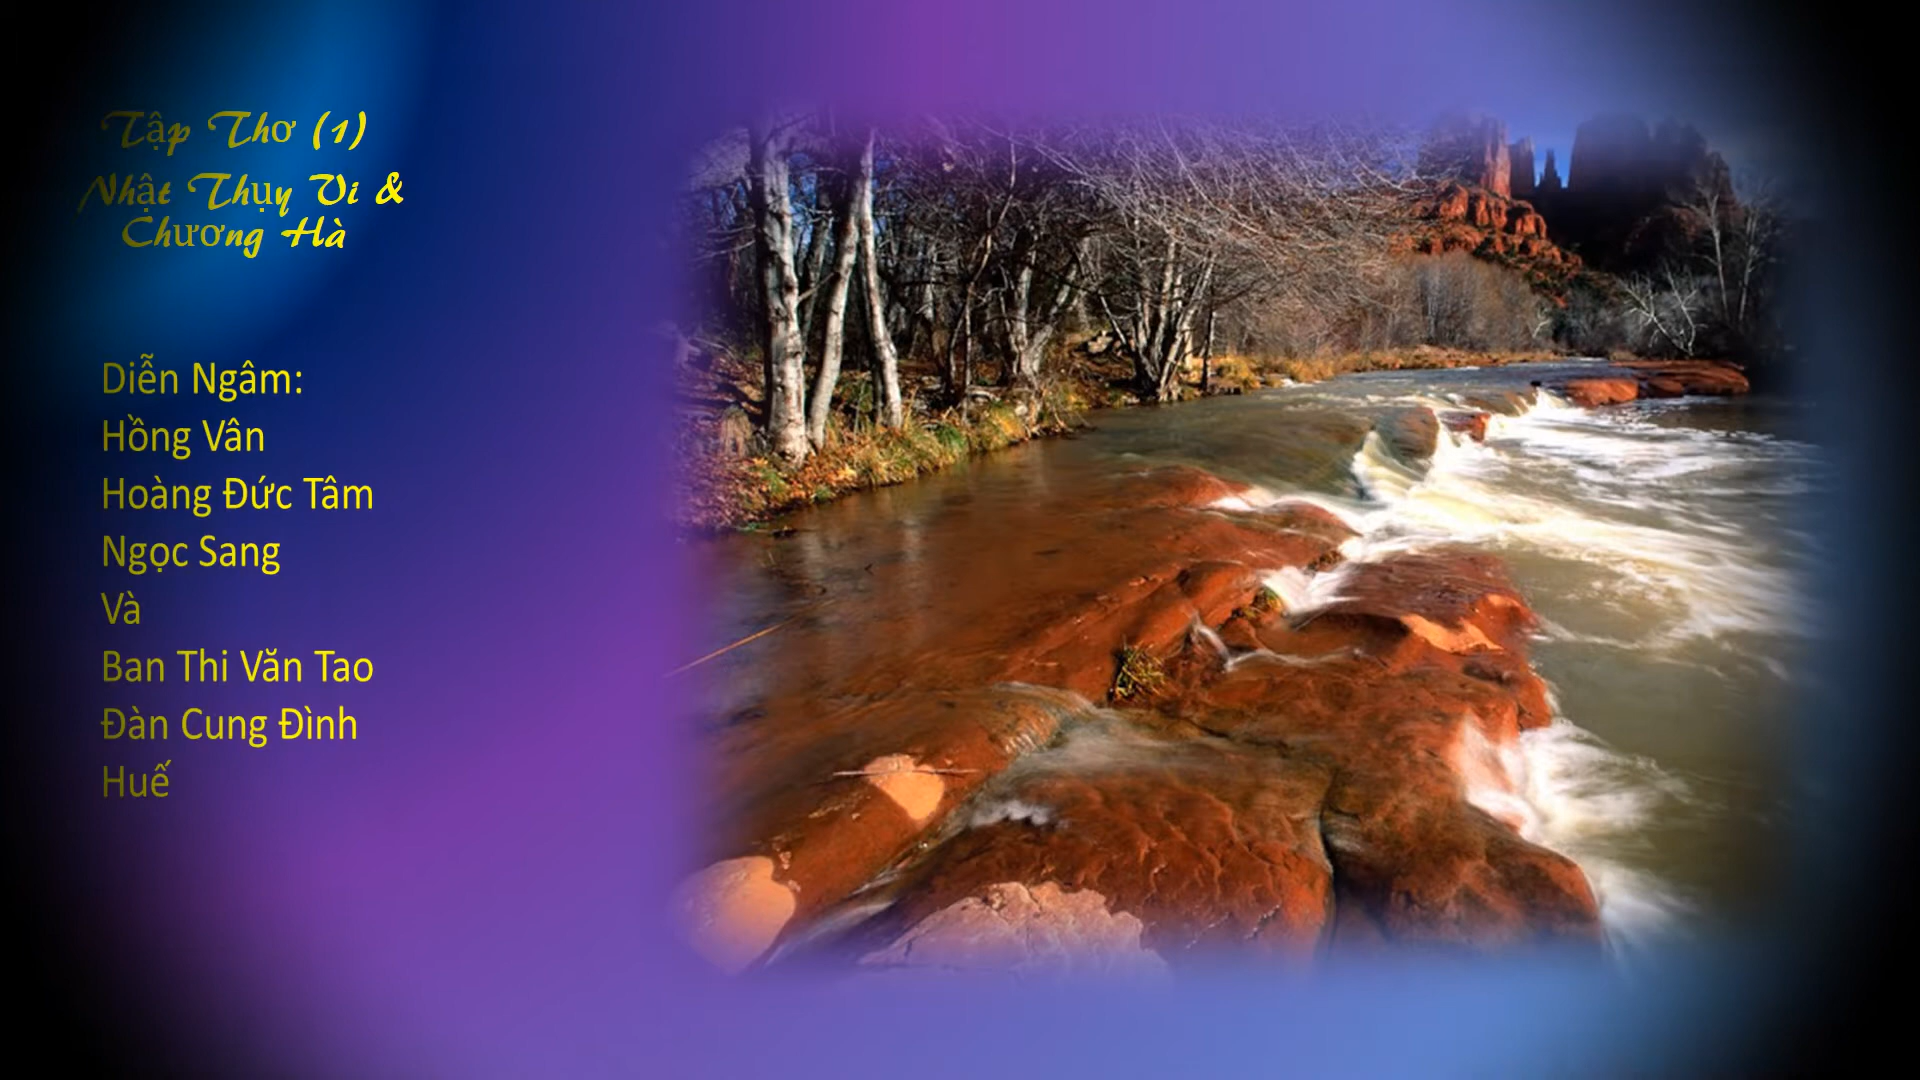 Tập Thơ (1)
Nhật Thụy Vi &
Chương Hà
Diễn Ngâm:
Hồng Vân
Hoàng Đức Tâm
Ngọc Sang
Và
Ban Thi Văn Tao
Đàn Cung Đình
Huế